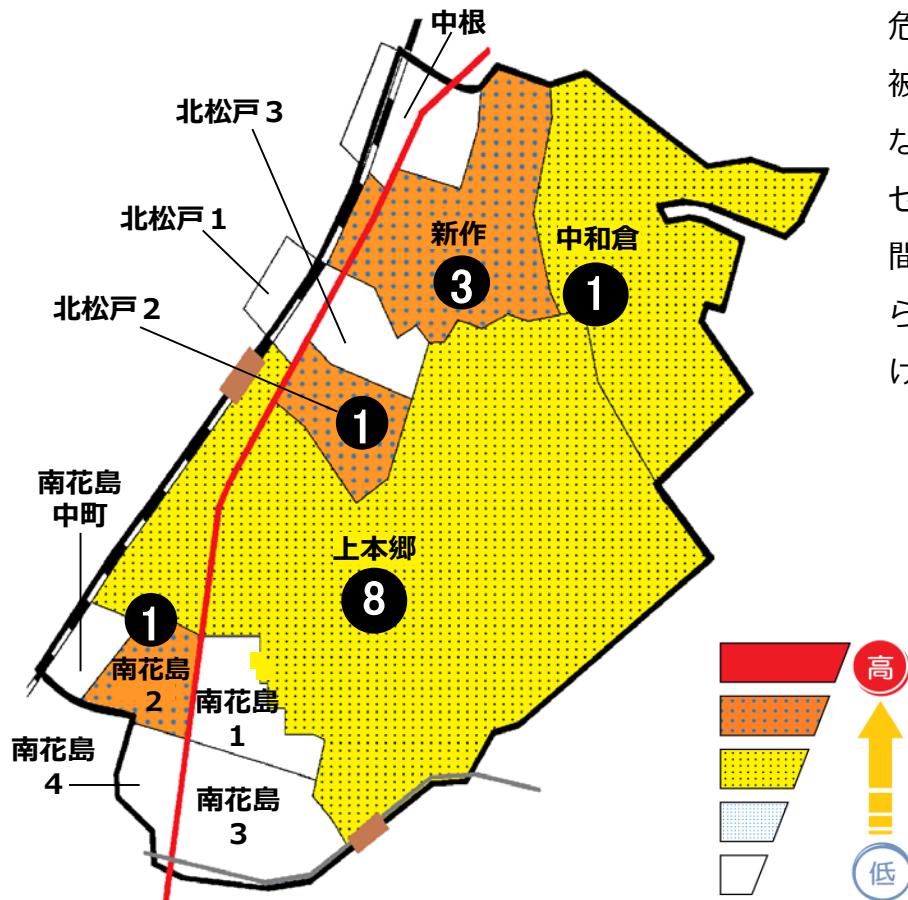 中根
北松戸３
北松戸１
北松戸２
新作
3
中和倉
1
1
南花島
中町
上本郷
8
1
南花島
2
南花島
1
南花島
4
南花島
3
高
低
危
被
な
セ
間
ら
け